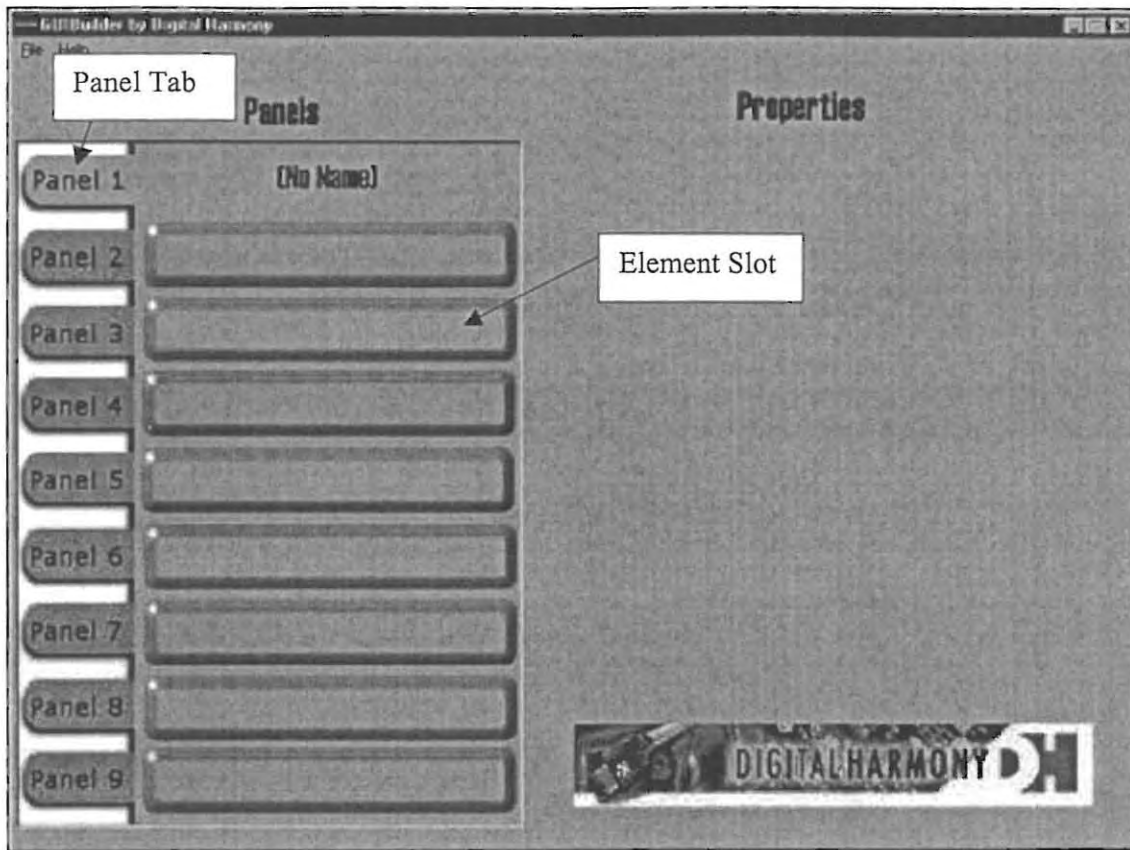 GUIBuilder by Digital Harmony
File Help
Panel Tab
Panels
Properties
Panel 1
(No Name)
Panel 2
Element Slot
Panel 3
Panel 4
Panel 5
Panel 6
Panel 7
Panel 8
Panel 9
DIGITAL HARMONY DH